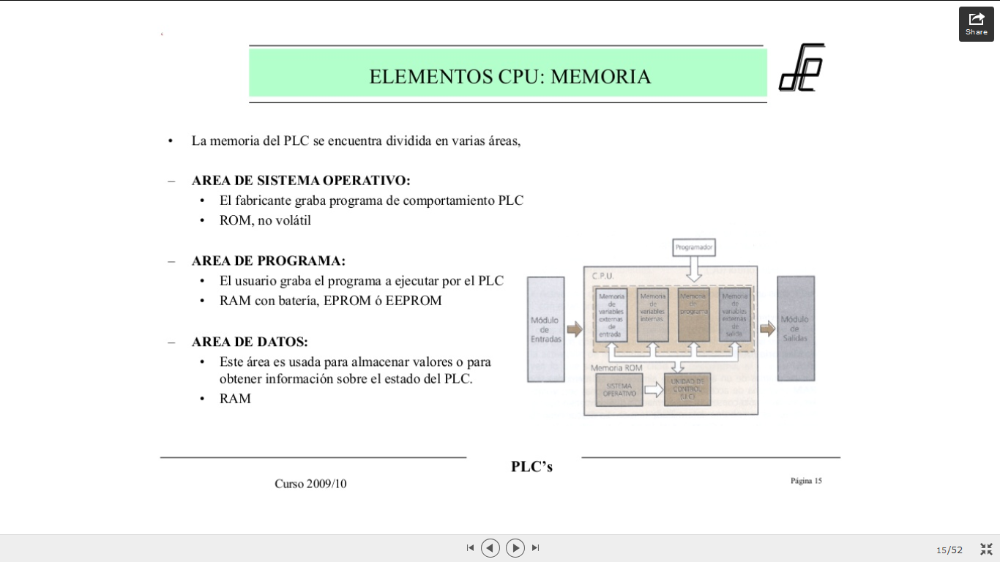 Share
ELEMENTOS CPU: MEMORIA
• La memoria del PLC se encuentra dividida en varias áreas,
– AREA DE SISTEMA OPERATIVO:
• El fabricante graba programa de comportamiento PLC
• ROM, no volátil
– AREA DE PROGRAMA:
• El usuario graba el programa a ejecutar por el PLC
• RAM con batería, EPROM ó EEPROM
– AREA DE DATOS:
• Este área es usada para almacenar valores o para
obtener información sobre el estado del PLC.
• RAM
Programador
C.P.U.
Módulo
de
Entradas
Memoria
de
variables
externas
de
entrada
Memoria
de
variables
internas
Memoria
de
programa
Memoria
de
variables
externas
de
salida
Módulo
de
Salidas
Memoria ROM
SISTEMA
OPERATIVO
UNIDAD DE
CONTROL
PLC's
Curso 2009/10
Página 15
15/52